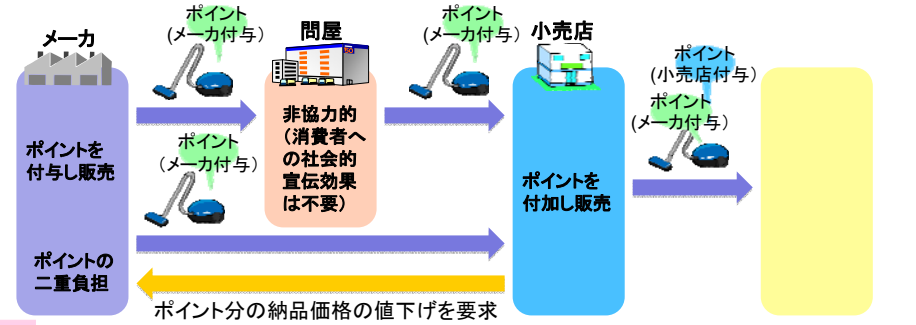 メーカ
ポイントを
付与し販売
ポイントの
二重負担
ポイント
(メーカ付与)
ポイント
(メーカ付与)
問屋
非協力的
(消費者へ
の社会的
宣伝効果
は不要)
ポイント
(メーカ付与)
小売店
ポイントを
付加し販売
ポイント
(小売店付与)
ポイント
(メーカ付与)
ポイント分の納品価格の値下げを要求